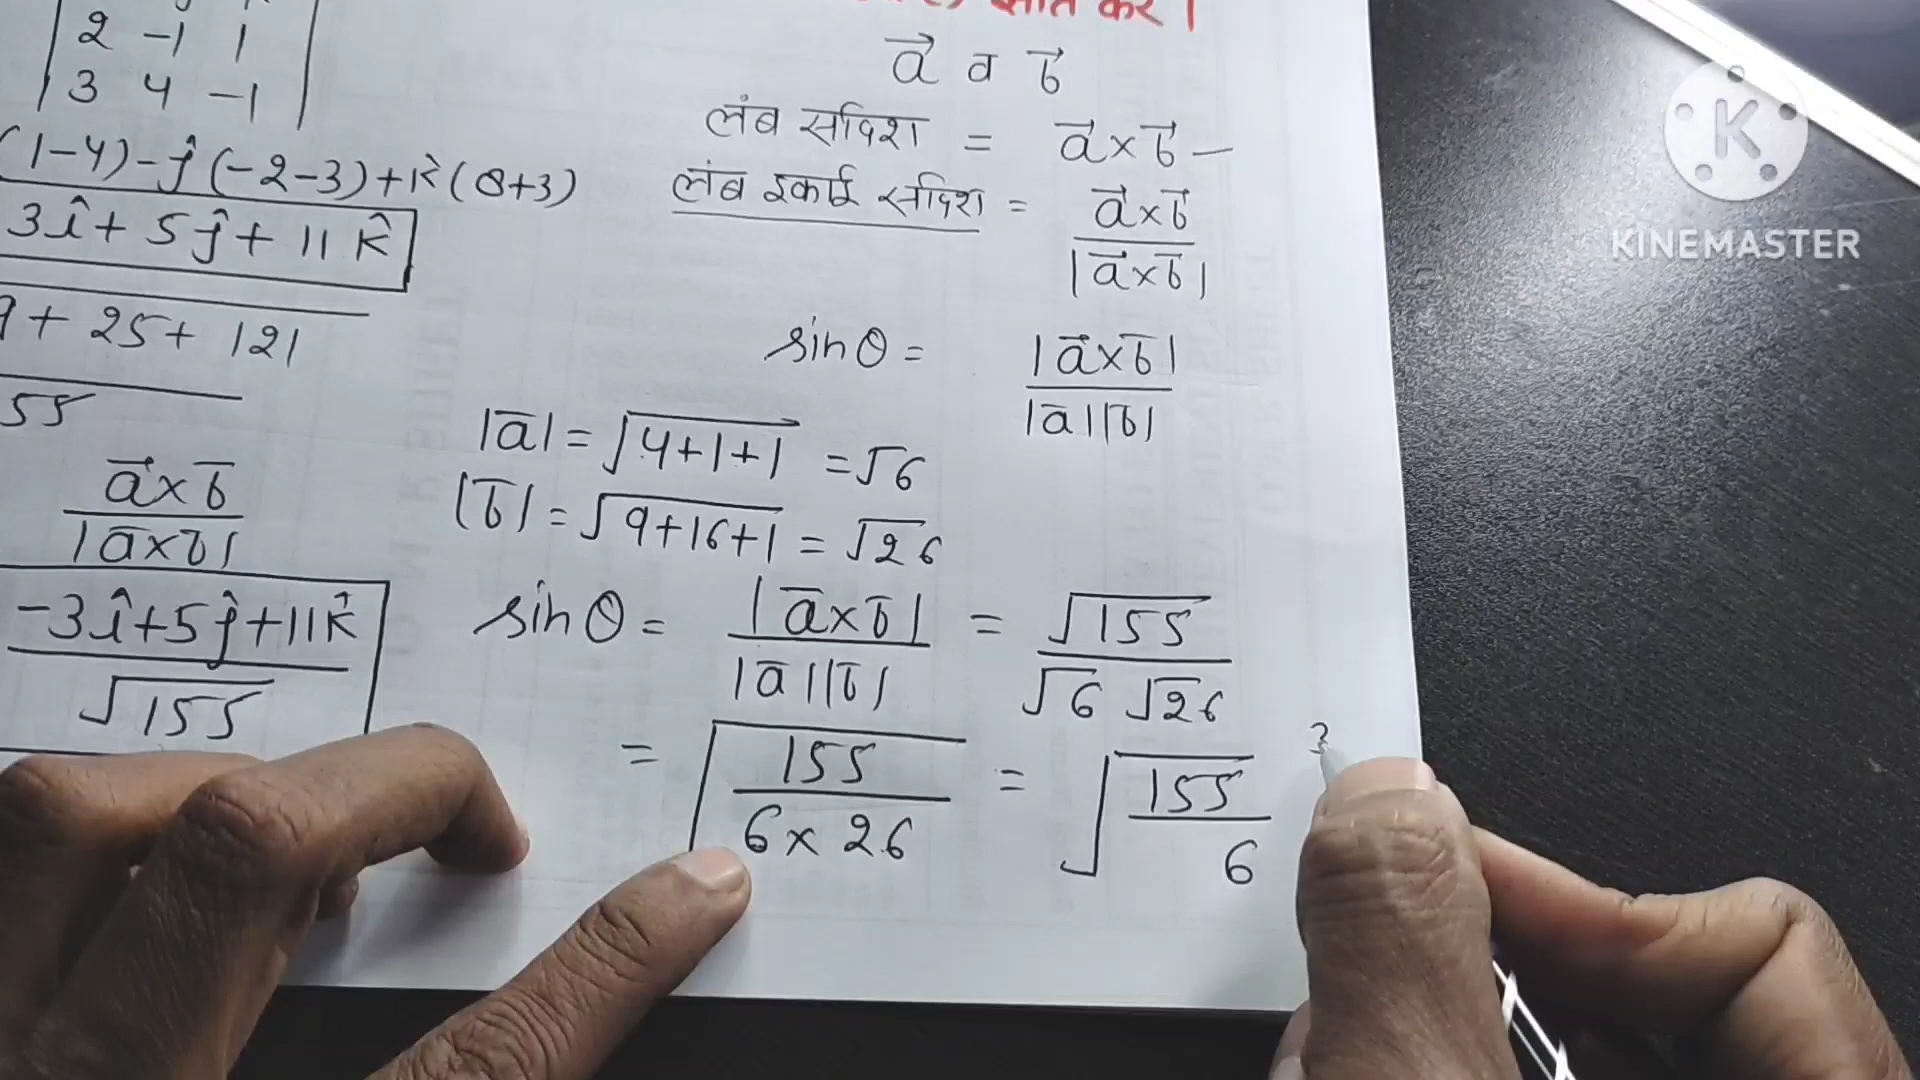 ज्ञात करें।
2 -1 1
3 4 -1
a⃗ व b⃗
लंब सदिश = a⃗×b⃗ –
(1-4)-ĵ(-2-3)+k̂(8+3)
लंब इकाई सदिश = a⃗×b⃗ / |a⃗×b⃗|
3î+5ĵ+11k̂
9+25+121
sinθ = |a⃗×b⃗| / |a||b|
55
|a| = √4+1+1 = √6
|b| = √9+16+1 = √26
a⃗×b / |a×b|
-3î+5ĵ+11k̂ / √155
sinθ = |a×b| / |a||b| = √155 / √6 √26
= √155 / 6×26 = √155 / 6
K
KINEMASTER